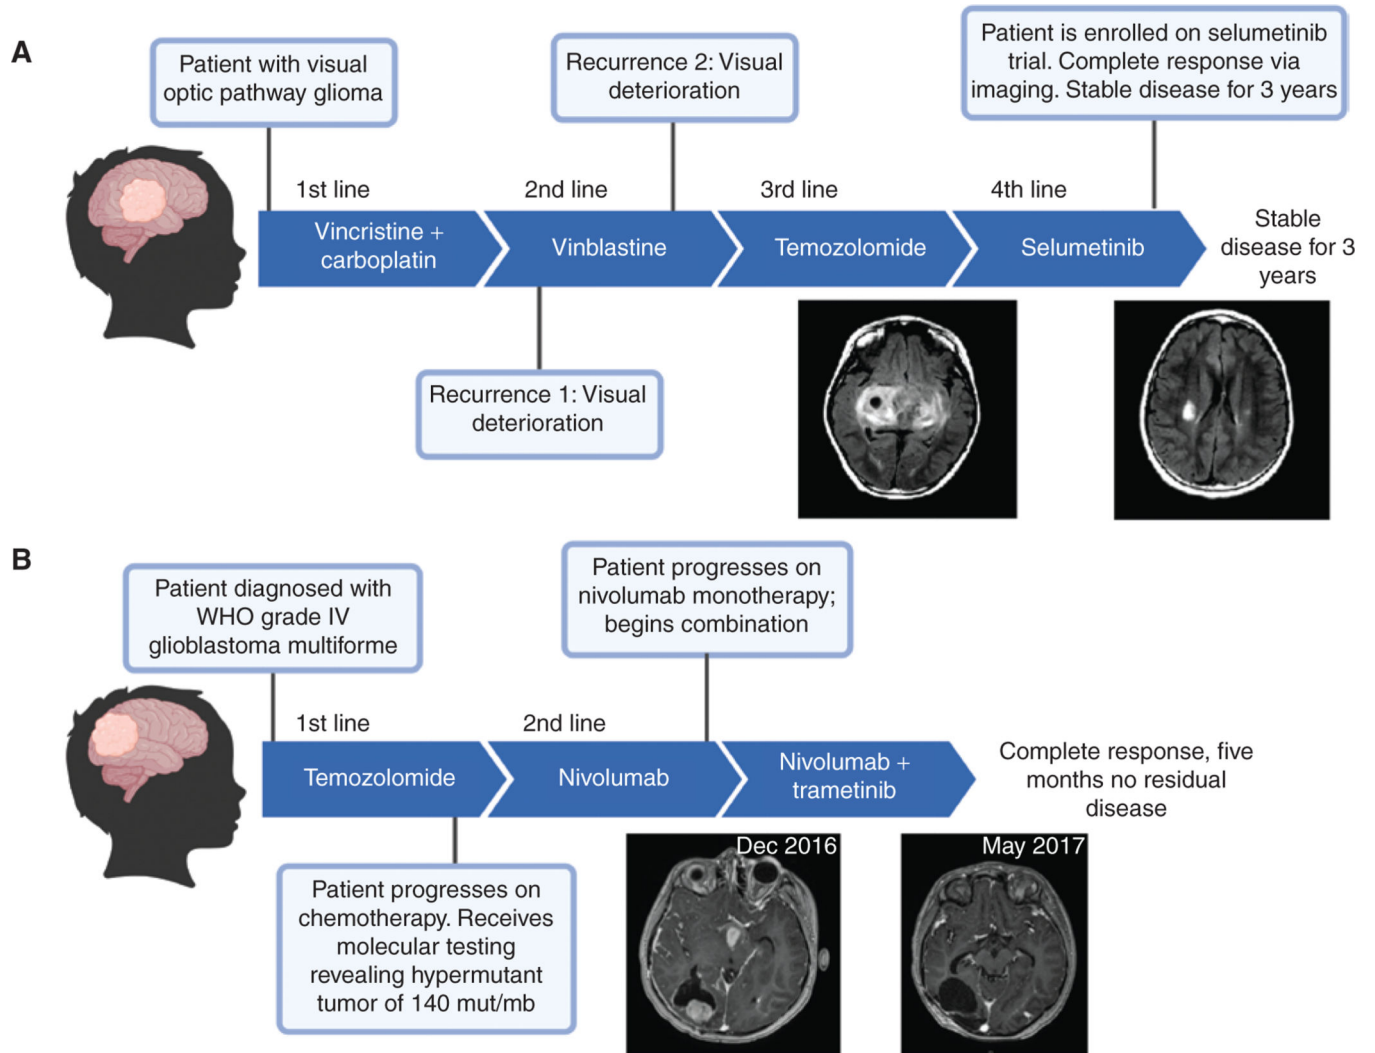 A
Patient with visual
optic pathway glioma
Recurrence 2: Visual
deterioration
Patient is enrolled on selumetinib
trial. Complete response via
imaging. Stable disease for 3 years
1st line
2nd line
3rd line
4th line
Vincristine +
carboplatin
Vinblastine
Temozolomide
Selumetinib
Stable
disease for 3
years
Recurrence 1: Visual
deterioration
B
Patient diagnosed with
WHO grade IV
glioblastoma multiforme
Patient progresses on
nivolumab monotherapy;
begins combination
1st line
2nd line
Temozolomide
Nivolumab
Nivolumab +
trametinib
Complete response, five
months no residual
disease
Patient progresses on
chemotherapy. Receives
molecular testing
revealing hypermutant
tumor of 140 mut/mb
Dec 2016
May 2017